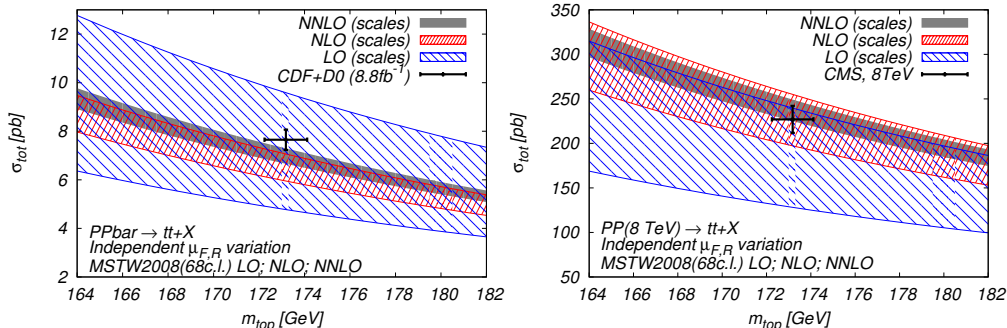 NNLO (scales)
NLO (scales)
LO (scales)
CDF+D0 (8.8fb⁻¹)
σtot [pb]
12
10
8
6
4
2
PPbar → tt+X
Independent μF,R variation
MSTW2008(68c.l.) LO; NLO; NNLO
164 166 168 170 172 174 176 178 180 182
mtop [GeV]
NNLO (scales)
NLO (scales)
LO (scales)
CMS, 8TeV
σtot [pb]
350
300
250
200
150
100
50
PP(8 TeV) → tt+X
Independent μF,R variation
MSTW2008(68c.l.) LO; NLO; NNLO
164 166 168 170 172 174 176 178 180 182
mtop [GeV]